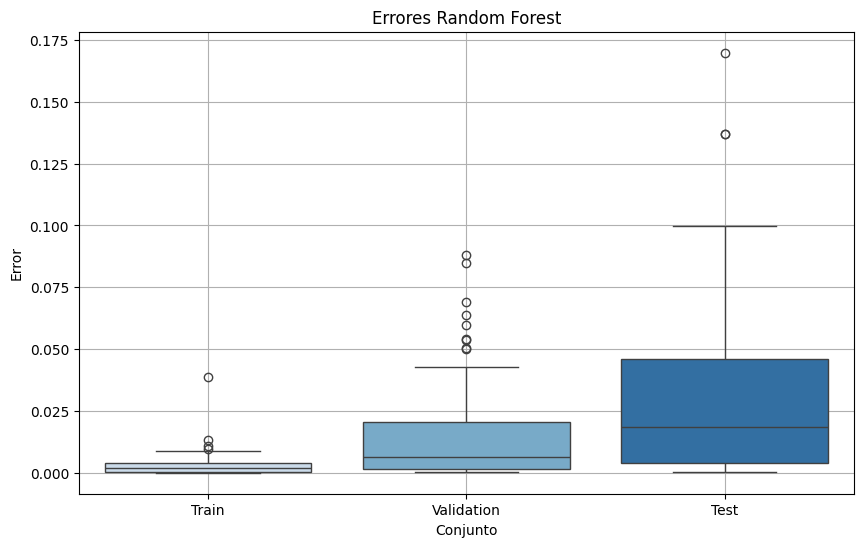 Errores Random Forest
0.175
0.150
0.125
0.100
0.075
0.050
0.025
0.000
Error
Train
Validation
Test
Conjunto